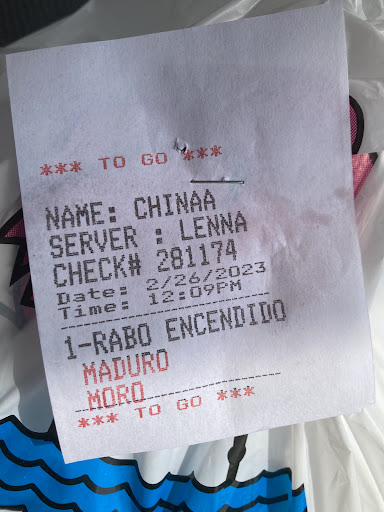 *** TO GO ***
NAME: CHINAA
SERVER : LENNA
CHECK# 281174
Date: 2/26/2023
Time: 12:09PM
1-RABO ENCENDIDO
MADURO
MORO
*** TO GO ***